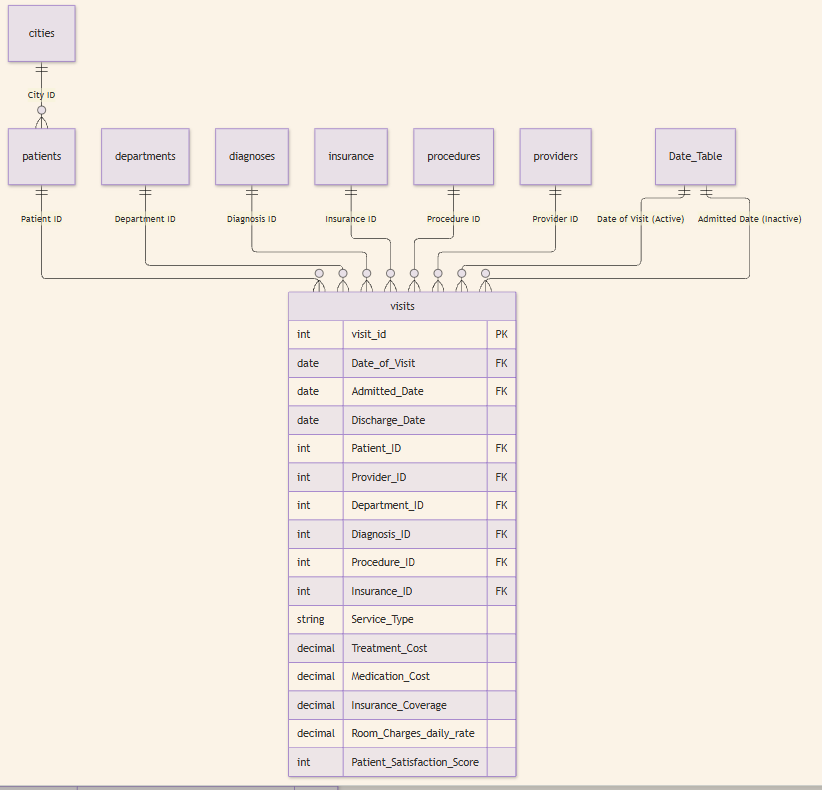 cities
City ID
patients departments diagnoses insurance procedures providers Date_Table
Patient ID Department ID Diagnosis ID Insurance ID Procedure ID Provider ID Date of Visit (Active) Admitted Date (Inactive)
visits
int visit_id PK
date Date_of_Visit FK
date Admitted_Date FK
date Discharge_Date
int Patient_ID FK
int Provider_ID FK
int Department_ID FK
int Diagnosis_ID FK
int Procedure_ID FK
int Insurance_ID FK
string Service_Type
decimal Treatment_Cost
decimal Medication_Cost
decimal Insurance_Coverage
decimal Room_Charges_daily_rate
int Patient_Satisfaction_Score